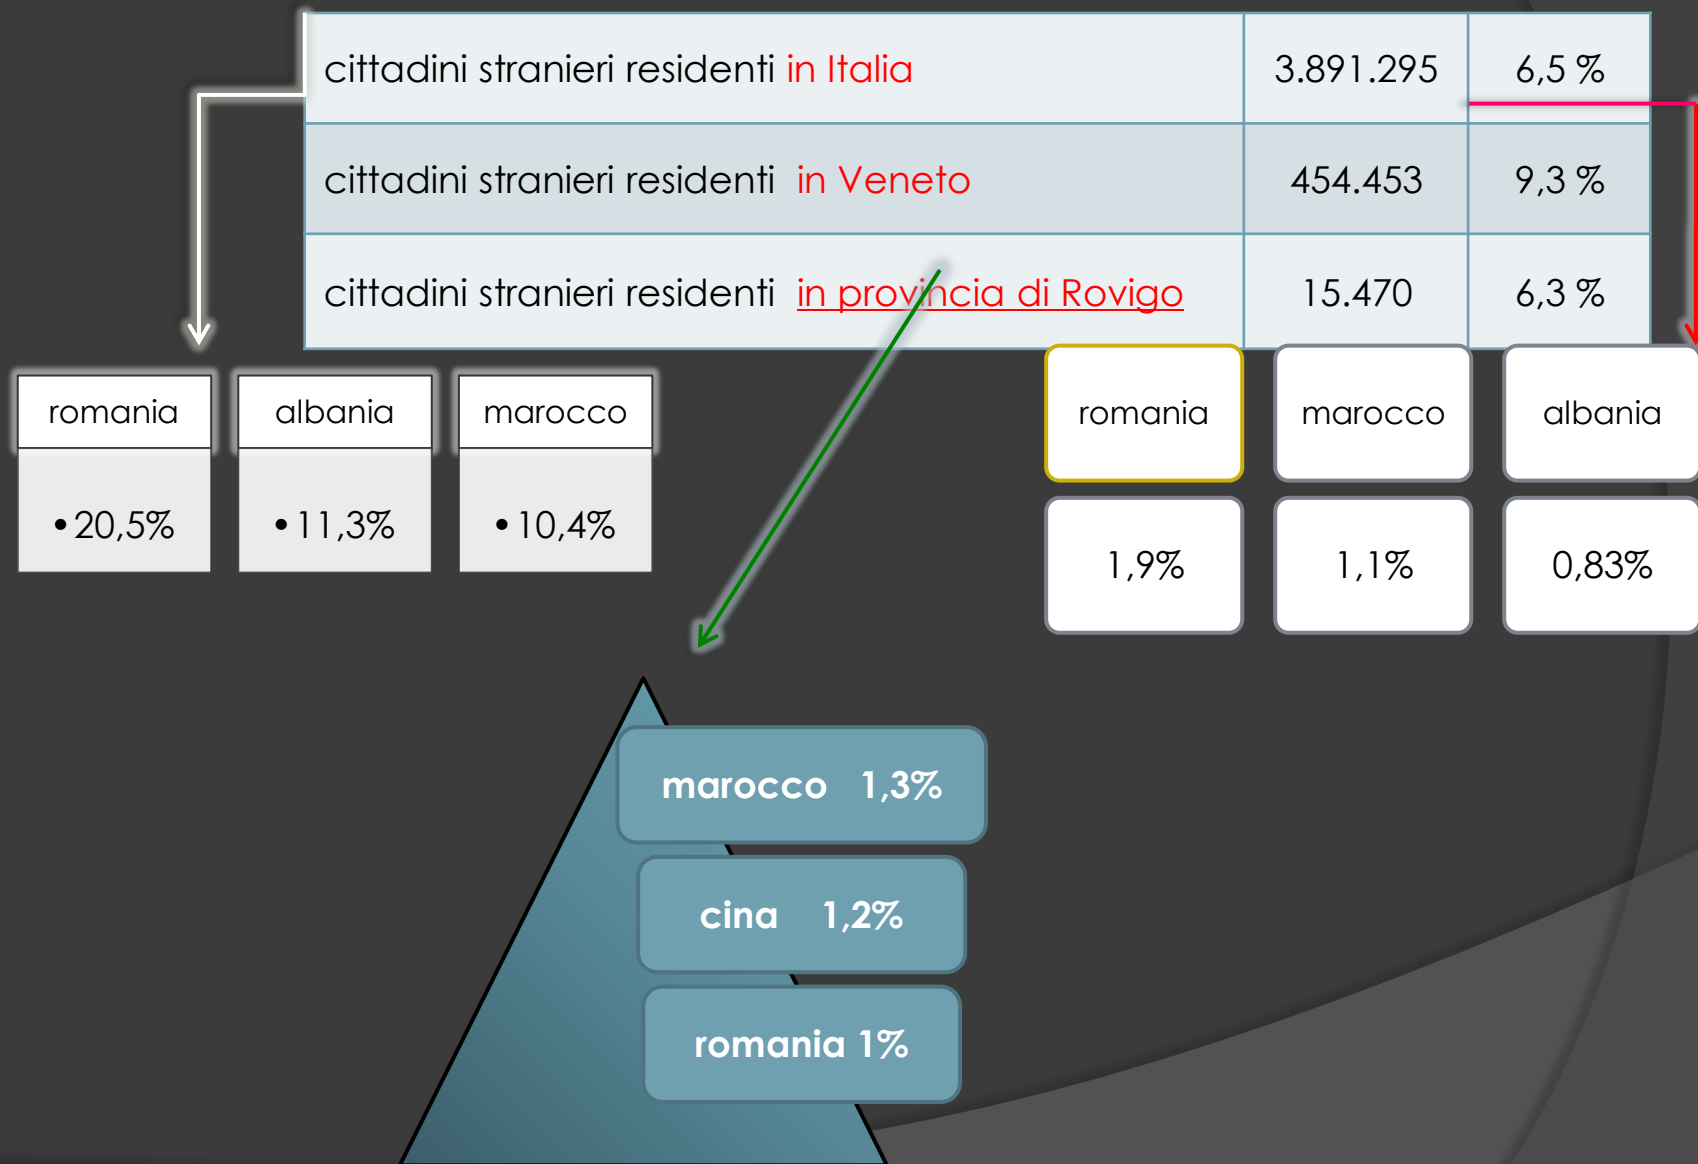 cittadini stranieri residenti in Italia 3.891.295 6,5 %
cittadini stranieri residenti in Veneto 454.453 9,3 %
cittadini stranieri residenti in provincia di Rovigo 15.470 6,3 %
romania albania marocco
•20,5% •11,3% •10,4%
romania marocco albania
1,9% 1,1% 0,83%
marocco 1,3%
cina 1,2%
romania 1%